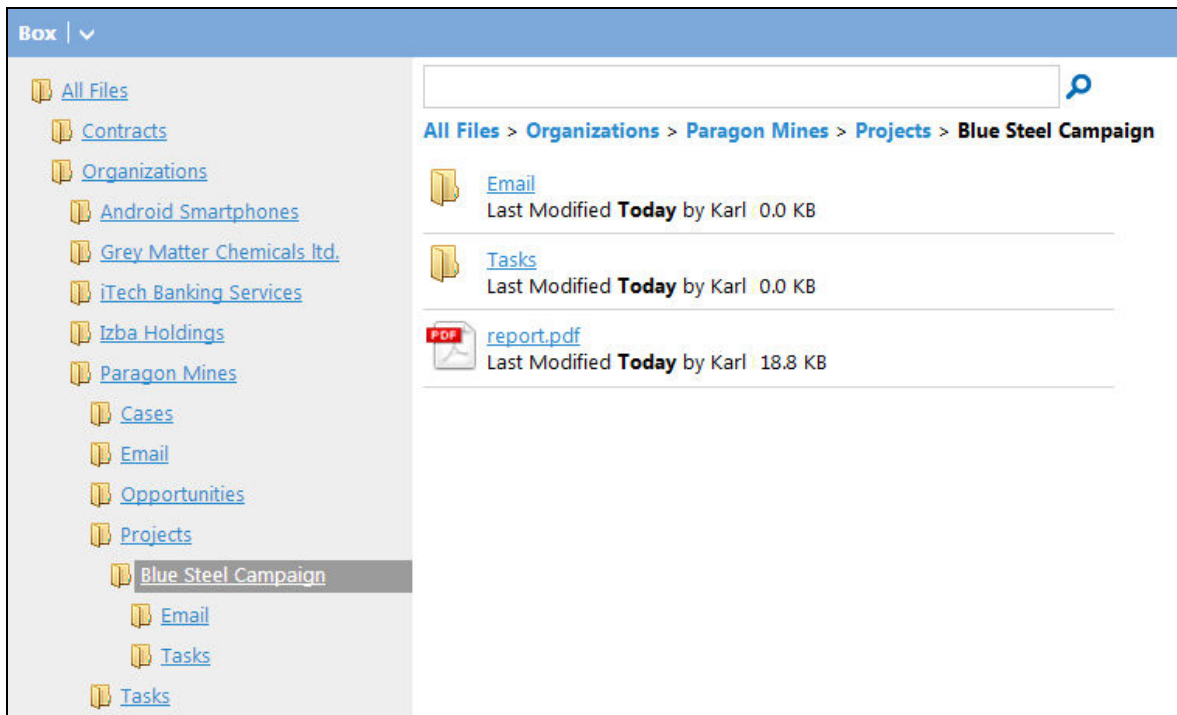 Box
All Files
Contracts
Organizations
Android Smartphones
Grey Matter Chemicals ltd.
iTech Banking Services
Izba Holdings
Paragon Mines
Cases
Email
Opportunities
Projects
Blue Steel Campaign
Email
Tasks
Tasks
All Files > Organizations > Paragon Mines > Projects > Blue Steel Campaign
Email
Last Modified Today by Karl 0.0 KB
Tasks
Last Modified Today by Karl 0.0 KB
PDF
report.pdf
Last Modified Today by Karl 18.8 KB